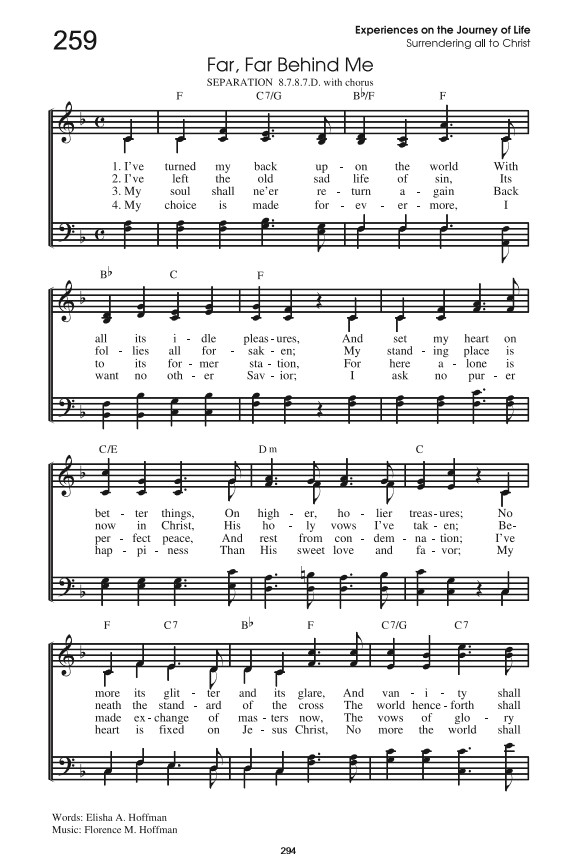 259
Experiences on the Journey of Life
Surrendering all to Christ
Far, Far Behind Me
SEPARATION 8.7.8.7.D. with chorus
F C7/G B♭/F F
1. I've turned my back up - on the world With
2. I've left the old sad life of sin, Its
3. My soul shall ne'er re - turn a - gain Back
4. My choice is made for - ev - er - more, I
B♭ C F
all its i - dle pleas - ures, And set my heart on
fol - lies all for - sak - en; My stand - ing place is
to its for - mer sta - tion, For here a - lone is
want no oth - er Sav - ior; I ask no pur - er
C/E Dm C
bet - ter things, On high - er, ho - lier treas - ures; No
now in Christ, His ho - ly vows I've tak - en; Be-
per - fect peace, And rest from con - dem - na - tion; I've
hap - pi - ness Than His sweet love and fa - vor; My
F C7 B♭ F C7/G C7
more its glit - ter and its glare, And van - i - ty shall
neath the stand - ard of the cross The world hence - forth shall
made ex - change of mas - ters now, The vows of glo - ry
heart is fixed on Je - sus Christ, No more the world shall
Words: Elisha A. Hoffman
Music: Florence M. Hoffman
294